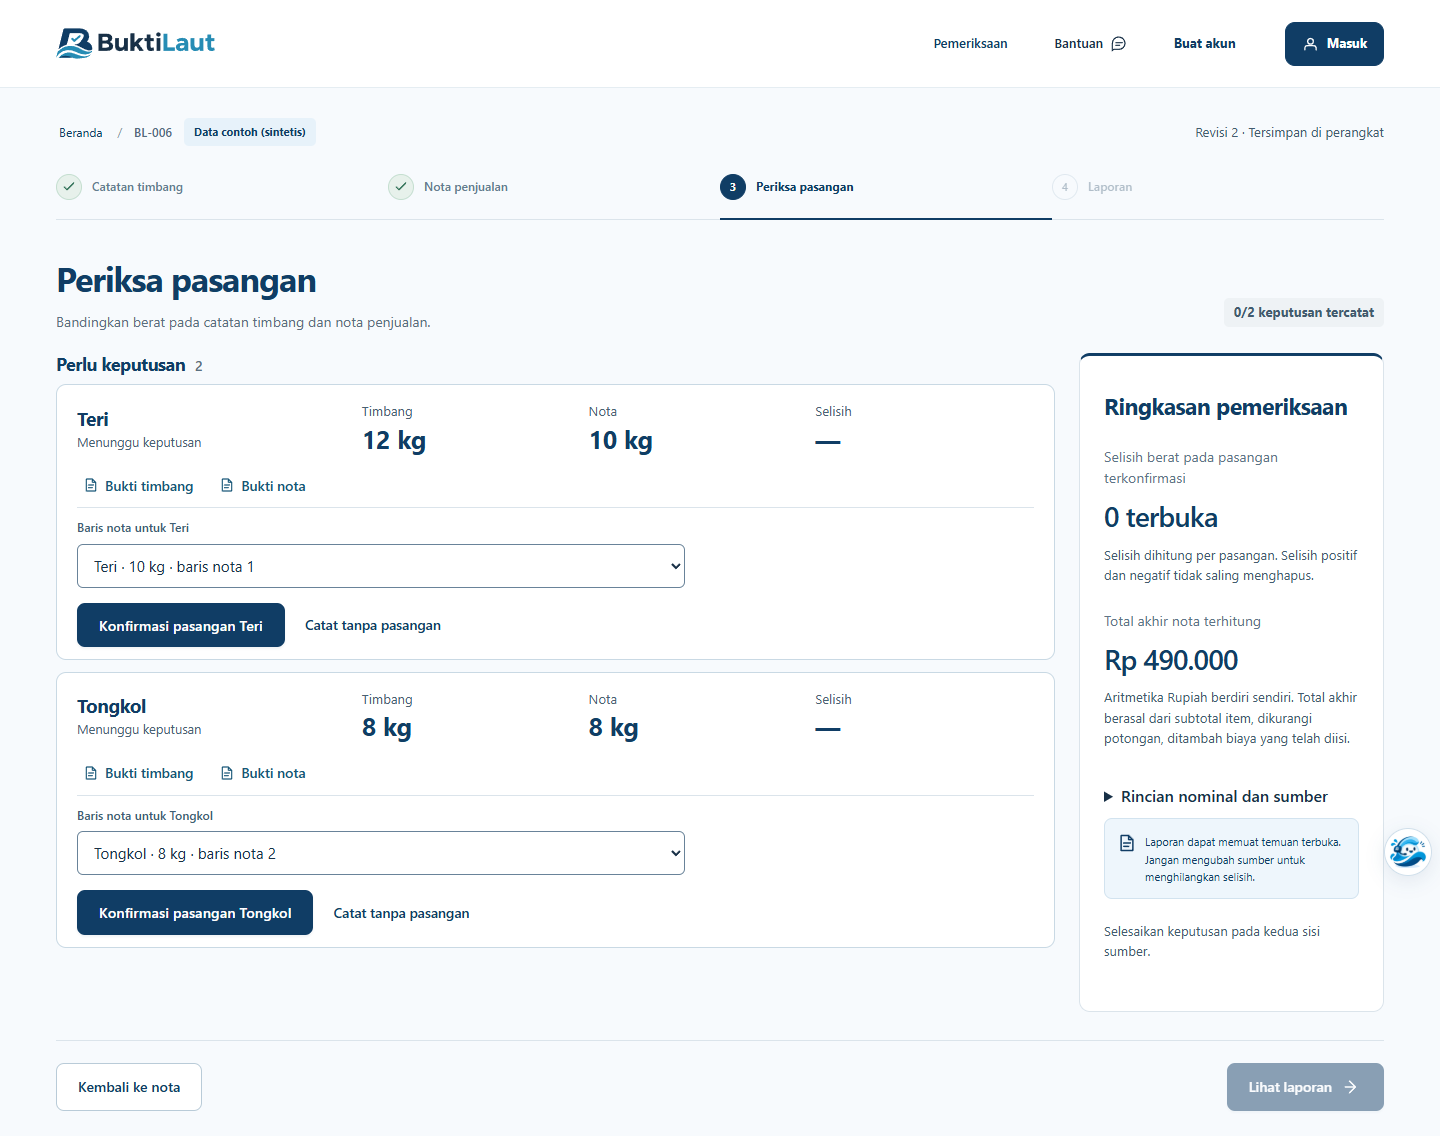 BuktiLaut
Pemeriksaan
Bantuan
Buat akun
Masuk
Beranda / BL-006 Data contoh (sintetis)
Revisi 2 · Tersimpan di perangkat
Catatan timbang
Nota penjualan
3 Periksa pasangan
4 Laporan
Periksa pasangan
Bandingkan berat pada catatan timbang dan nota penjualan.
0/2 keputusan tercatat
Perlu keputusan 2
Teri
Menunggu keputusan
Timbang
12 kg
Nota
10 kg
Selisih
—
Bukti timbang
Bukti nota
Baris nota untuk Teri
Teri · 10 kg · baris nota 1
Konfirmasi pasangan Teri
Catat tanpa pasangan
Tongkol
Menunggu keputusan
Timbang
8 kg
Nota
8 kg
Selisih
—
Bukti timbang
Bukti nota
Baris nota untuk Tongkol
Tongkol · 8 kg · baris nota 2
Konfirmasi pasangan Tongkol
Catat tanpa pasangan
Ringkasan pemeriksaan
Selisih berat pada pasangan
terkonfirmasi
0 terbuka
Selisih dihitung per pasangan. Selisih positif
dan negatif tidak saling menghapus.
Total akhir nota terhitung
Rp 490.000
Aritmetika Rupiah berdiri sendiri. Total akhir
berasal dari subtotal item, dikurangi
potongan, ditambah biaya yang telah diisi.
Rincian nominal dan sumber
Laporan dapat memuat temuan terbuka.
Jangan mengubah sumber untuk
menghilangkan selisih.
Selesaikan keputusan pada kedua sisi
sumber.
Kembali ke nota
Lihat laporan